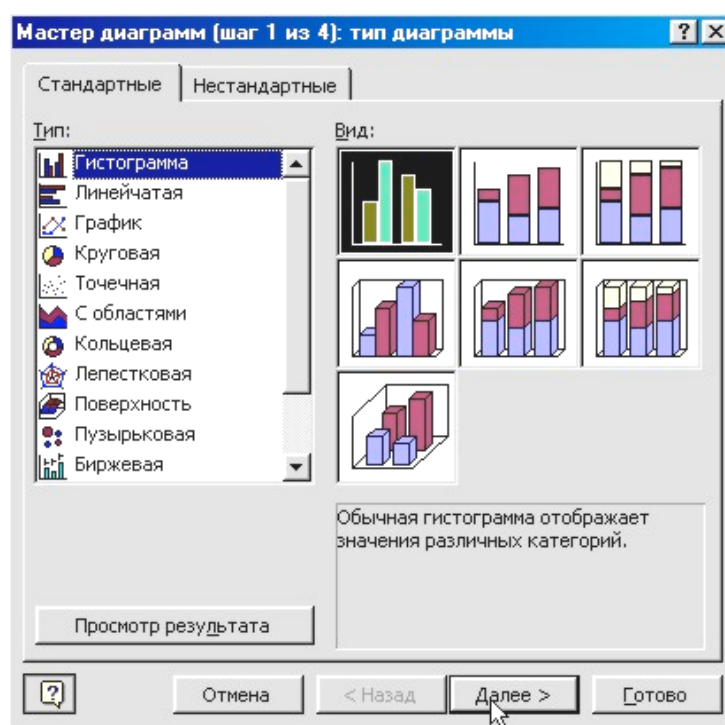 Мастер диаграмм (шаг 1 из 4): тип диаграммы
Стандартные
Нестандартные
Тип:
Гистограмма
Линейчатая
График
Круговая
Точечная
С областями
Кольцевая
Лепестковая
Поверхность
Пузырьковая
Биржевая
Вид:
Обычная гистограмма отображает
значения различных категорий.
Просмотр результата
Отмена
< Назад
Далее >
Готово